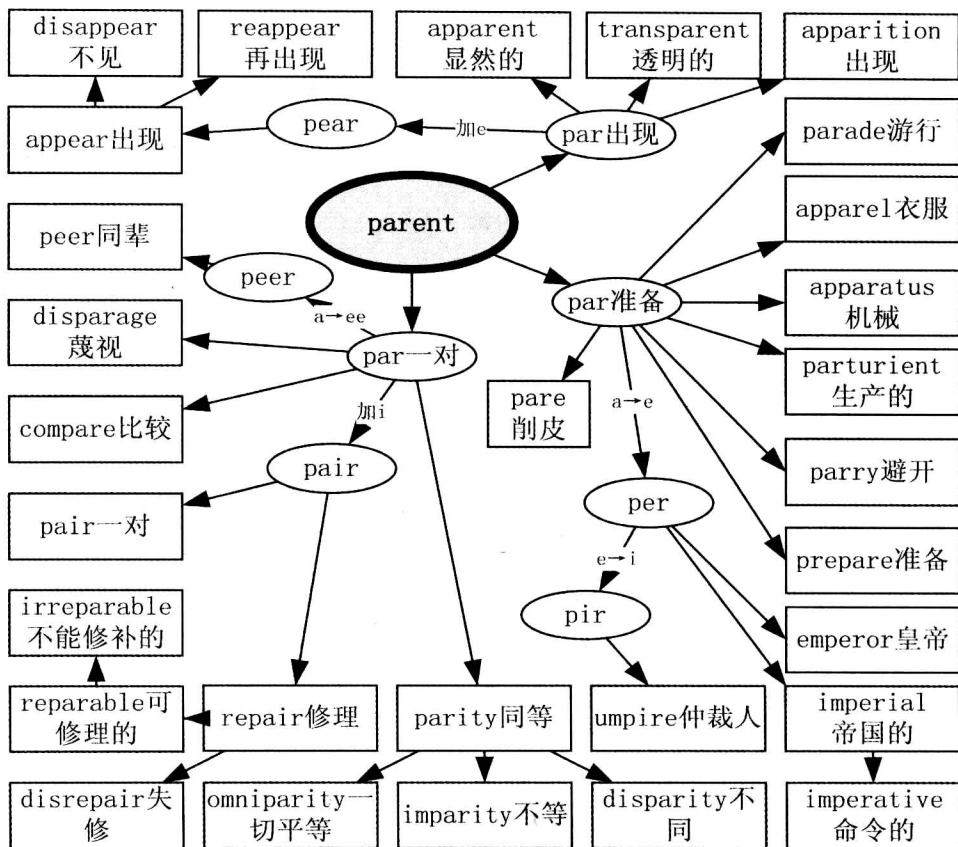 disappear
不见
reappear
再出现
apparent
显然的
transparent
透明的
apparition
出现
appear出现
pear
加e
par出现
parade游行
parent
apparel衣服
peer同辈
peer
a→ee
par准备
apparatus
机械
disparage
蔑视
par一对
parturient
生产的
pare
削皮
a→e
compare比较
加i
pair
parry避开
pair一对
per
prepare准备
e→i
pir
irreparable
不能修补的
emperor皇帝
reparable可
修理的
repair修理
parity同等
umpire仲裁人
imperial
帝国的
disrepair失
修
omniparity一
切平等
imparity不等
disparity不
同
imperative
命令的